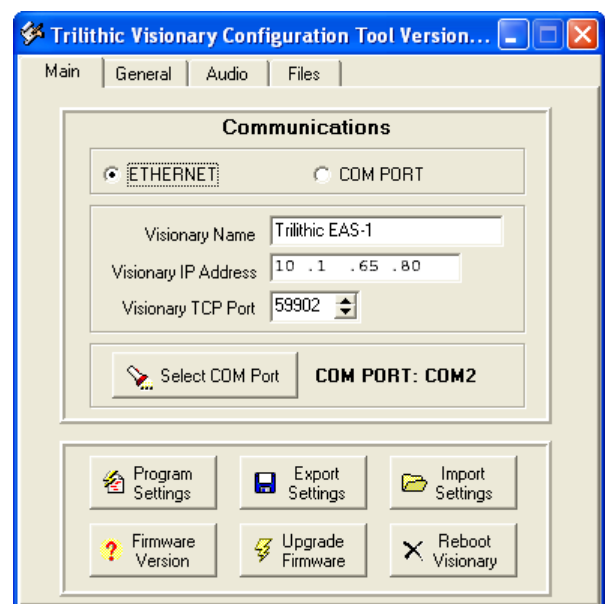 Trilithic Visionary Configuration Tool Version...
Main General Audio Files
Communications
ETHERNET COM PORT
Visionary Name Trilithic EAS-1
Visionary IP Address 10 .1 .65 .80
Visionary TCP Port 59902
Select COM Port COM PORT: COM2
Program Settings
Export Settings
Import Settings
Firmware Version
Upgrade Firmware
Reboot Visionary